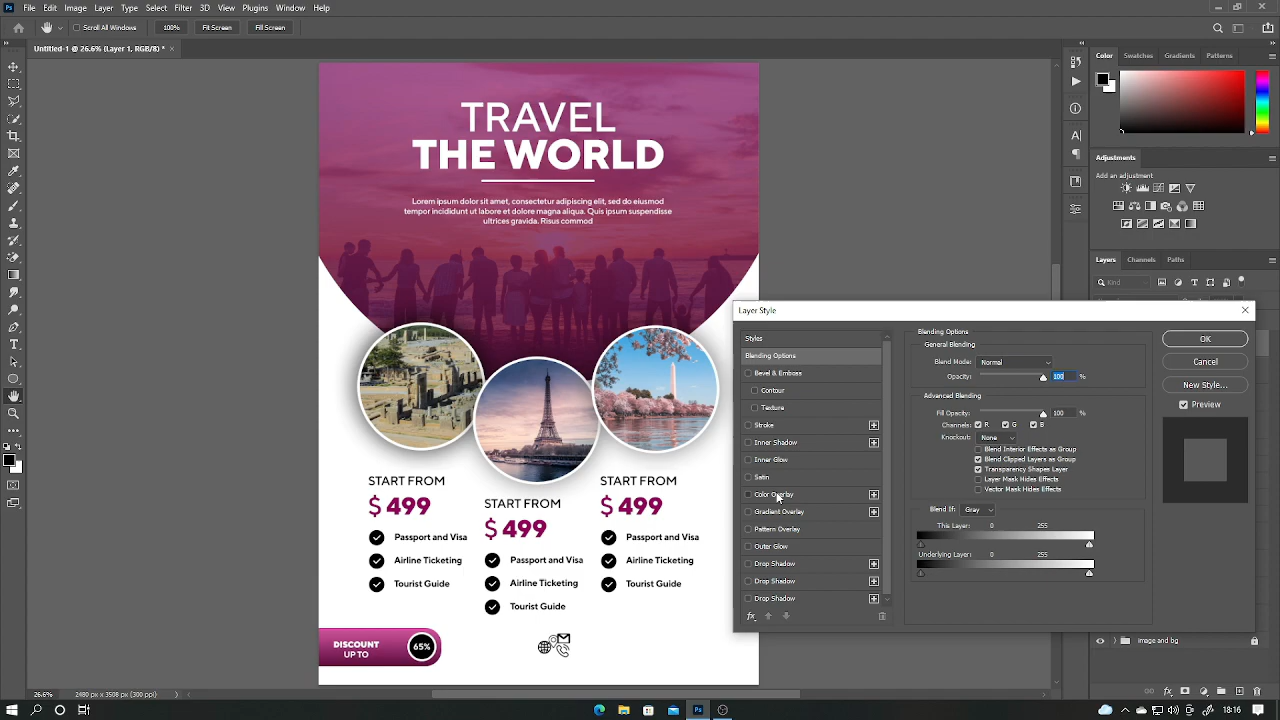 Ps File Edit Image Layer Type Select Filter 3D View Plugins Window Help
Scroll All Windows 100% Fit Screen Fill Screen
Untitled-1 @ 26.6% (Layer 1, RGB/8) * ×
TRAVEL
THE WORLD
Lorem ipsum dolor sit amet, consectetur adipiscing elit, sed do eiusmod
tempor incididunt ut labore et dolore magna aliqua. Quis ipsum suspendisse
ultrices gravida. Risus commod
START FROM
$ 499
Passport and Visa
Airline Ticketing
Tourist Guide
START FROM
$ 499
Passport and Visa
Airline Ticketing
Tourist Guide
START FROM
$ 499
Passport and Visa
Airline Ticketing
Tourist Guide
DISCOUNT
UP TO
65%
Color Swatches Gradients Patterns
Adjustments
Add an adjustment
Layers Channels Paths
Kind
Layer Style
Styles
Blending Options
Bevel & Emboss
Contour
Texture
Stroke
Inner Shadow
Inner Glow
Satin
Color Overlay
Gradient Overlay
Pattern Overlay
Outer Glow
Drop Shadow
Drop Shadow
Drop Shadow
fx
Blending Options
General Blending
Blend Mode: Normal
Opacity: 100 %
Advanced Blending
Fill Opacity: 100 %
Channels: R G B
Knockout: None
Blend Interior Effects as Group
Blend Clipped Layers as Group
Transparency Shapes Layer
Layer Mask Hides Effects
Vector Mask Hides Effects
Blend If: Gray
This Layer: 0 255
Underlying Layer: 0 255
OK
Cancel
New Style...
Preview
image and bg
26.6% 2480 px x 3508 px (300 ppi)
18:16